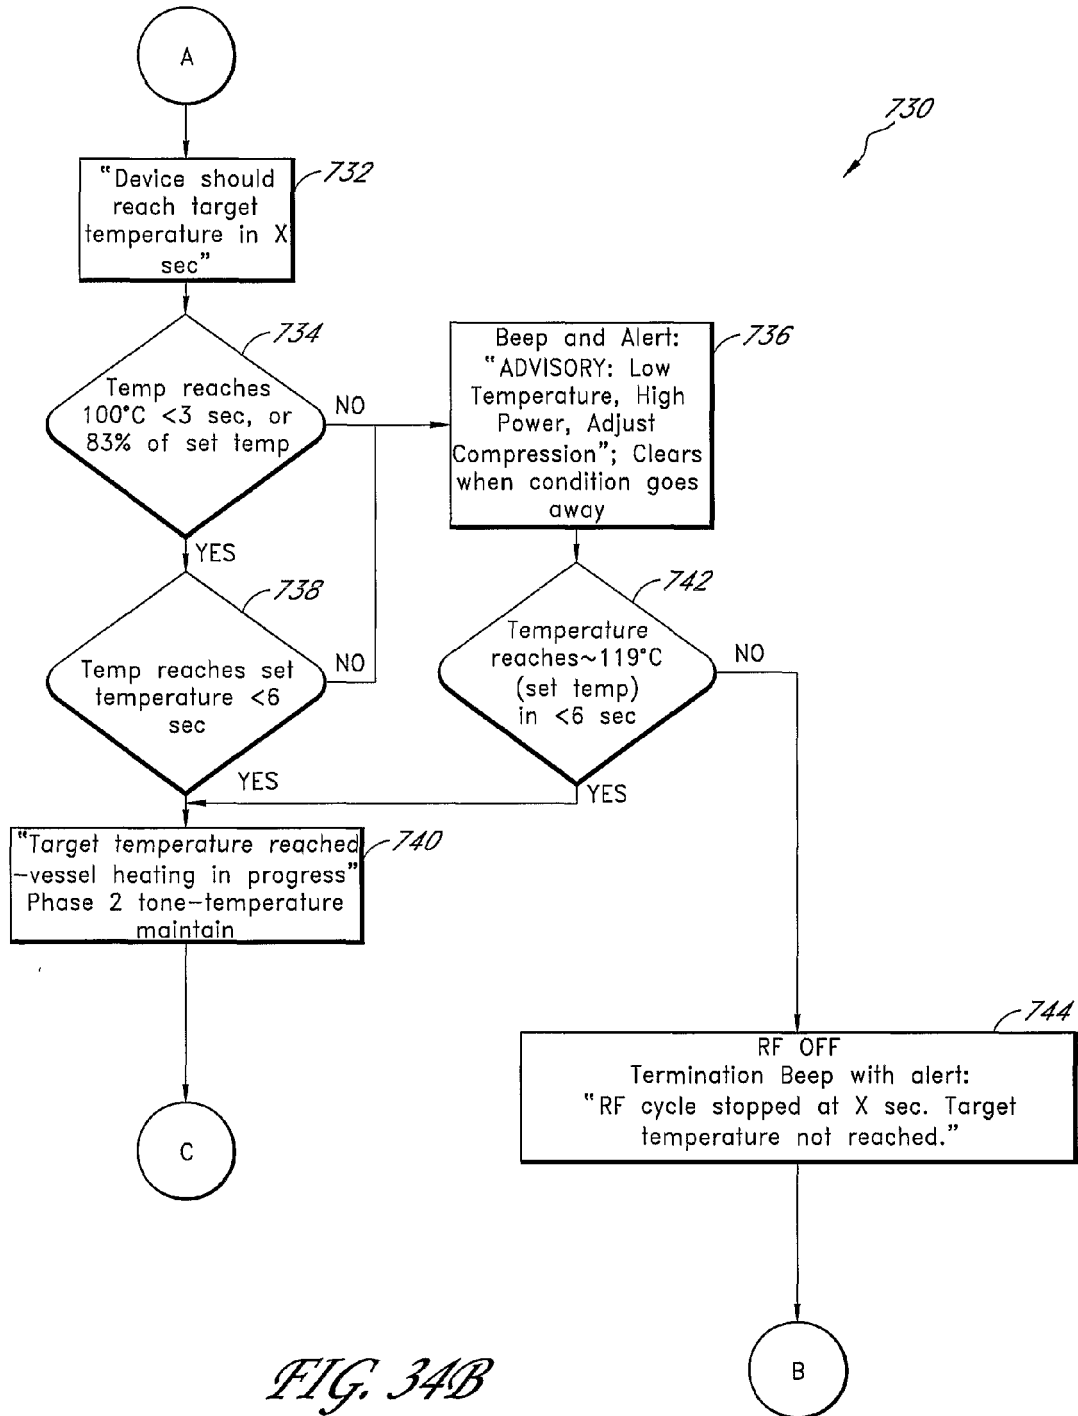 A
730
"Device should
reach target
temperature in X
sec"
732
734
Temp reaches
100°C <3 sec, or
83% of set temp
NO
YES
Beep and Alert:
"ADVISORY: Low
Temperature, High
Power, Adjust
Compression"; Clears
when condition goes
away
736
738
Temp reaches set
temperature <6
sec
NO
YES
742
Temperature
reaches~119°C
(set temp)
in <6 sec
NO
YES
"Target temperature reached
-vessel heating in progress"
Phase 2 tone-temperature
maintain
740
744
RF OFF
Termination Beep with alert:
"RF cycle stopped at X sec. Target
temperature not reached."
C
B
FIG. 34B